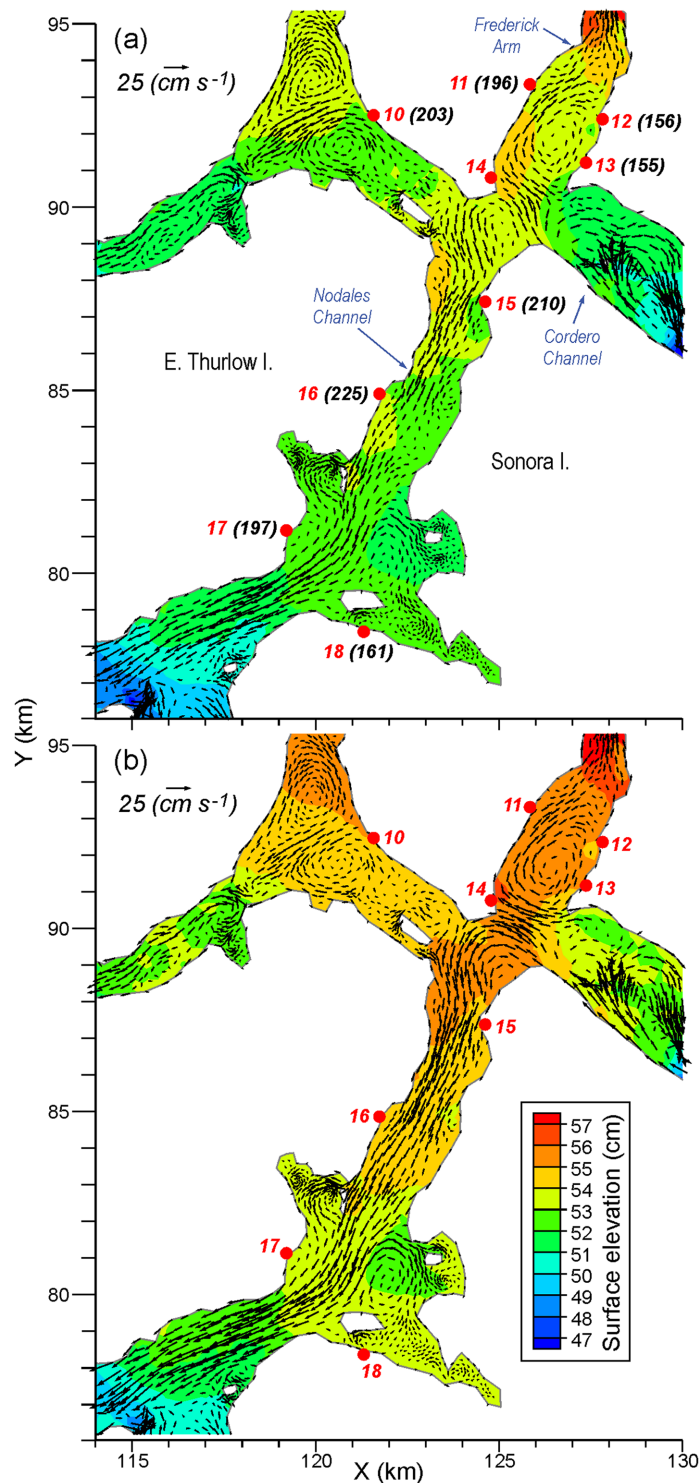 95
(a)
Frederick
Arm
25 (cm s⁻¹)
11 (196)
10 (203)
12 (156)
13 (155)
14
90
15 (210)
Nodales
Channel
Cordero
Channel
E. Thurlow I.
85
16 (225)
Sonora I.
17 (197)
80
18 (161)
Y (km)
95
(b)
25 (cm s⁻¹)
11
10
12
13
14
90
15
85
16
57
56
55
54
53
52
51
50
49
48
47
Surface elevation (cm)
17
80
18
115
120
125
130
X (km)